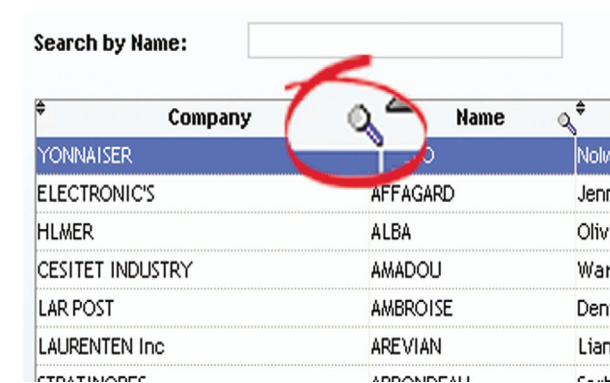 Search by Name:
Company Name
YONNAISER
ELECTRONIC'S AFFAGARD
HLMER ALBA
CESITET INDUSTRY AMADOU
LAR POST AMBROISE
LAURENTEN Inc AREVIAN